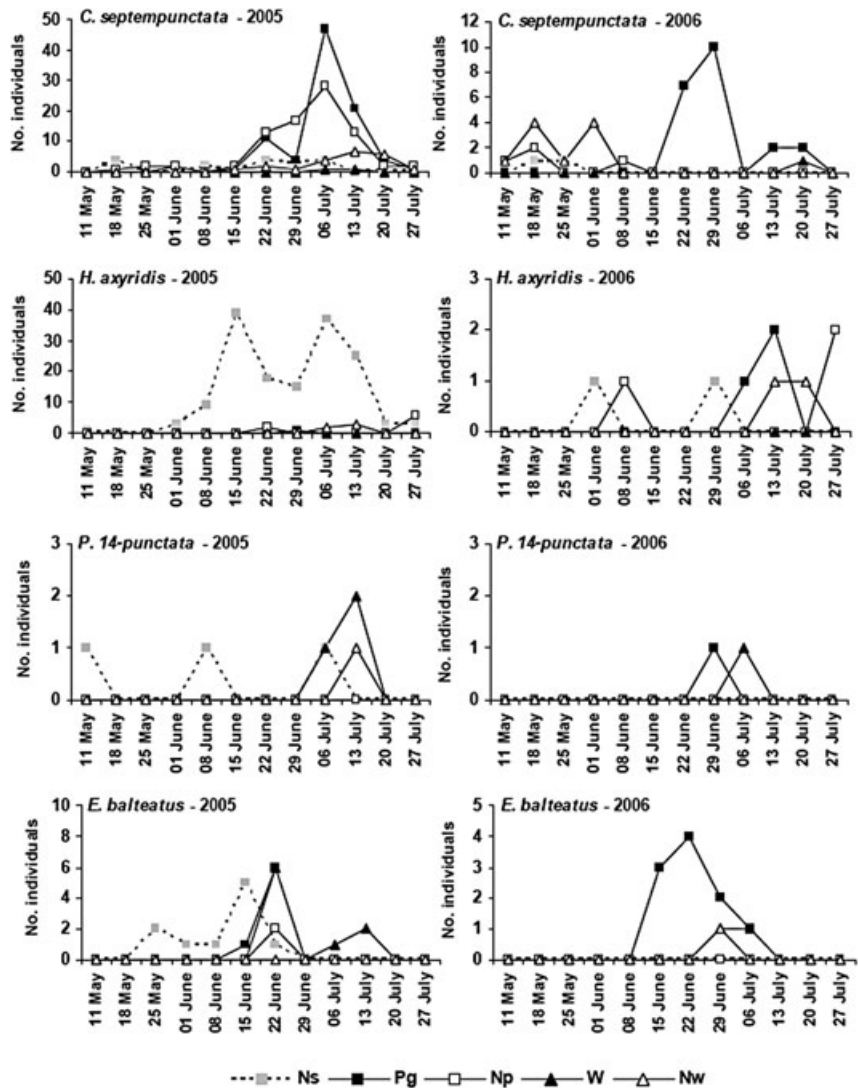 C. septempunctata - 2005
No. individuals
50
40
30
20
10
0
11 May
18 May
25 May
01 June
08 June
15 June
22 June
29 June
06 July
13 July
20 July
27 July
C. septempunctata - 2006
No. individuals
12
10
8
6
4
2
0
11 May
18 May
25 May
01 June
08 June
15 June
22 June
29 June
06 July
13 July
20 July
27 July
H. axyridis - 2005
No. individuals
50
40
30
20
10
0
11 May
18 May
25 May
01 June
08 June
15 June
22 June
29 June
06 July
13 July
20 July
27 July
H. axyridis - 2006
No. individuals
3
2
1
0
11 May
18 May
25 May
01 June
08 June
15 June
22 June
29 June
06 July
13 July
20 July
27 July
P. 14-punctata - 2005
No. individuals
3
2
1
0
11 May
18 May
25 May
01 June
08 June
15 June
22 June
29 June
06 July
13 July
20 July
27 July
P. 14-punctata - 2006
No. individuals
3
2
1
0
11 May
18 May
25 May
01 June
08 June
15 June
22 June
29 June
06 July
13 July
20 July
27 July
E. balteatus - 2005
No. individuals
10
8
6
4
2
0
11 May
18 May
25 May
01 June
08 June
15 June
22 June
29 June
06 July
13 July
20 July
27 July
E. balteatus - 2006
No. individuals
5
4
3
2
1
0
11 May
18 May
25 May
01 June
08 June
15 June
22 June
29 June
06 July
13 July
20 July
27 July
Ns Pg Np W Nw